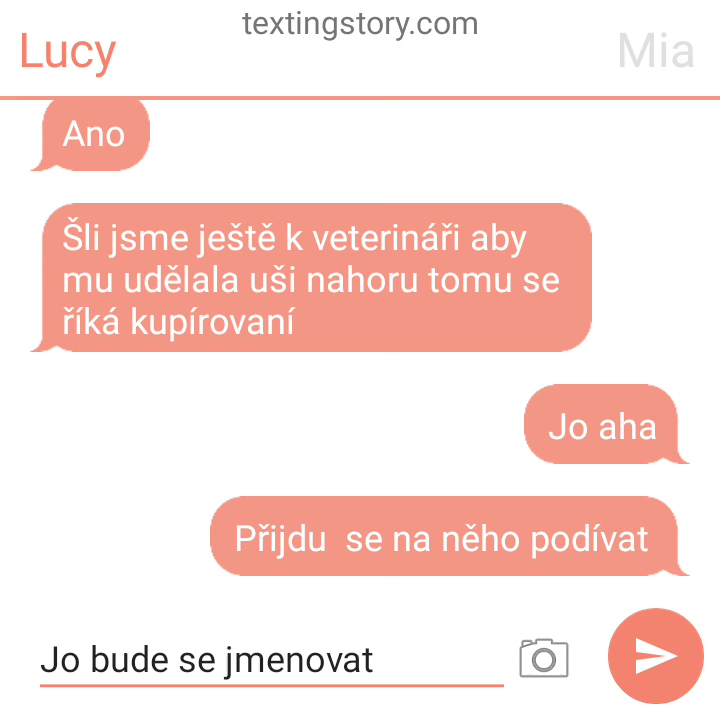 textingstory.com
Lucy
Mia
Ano
Šli jsme ještě k veterináři aby
mu udělala uši nahoru tomu se
říká kupírovaní
Jo aha
Přijdu  se na něho podívat
Jo bude se jmenovat